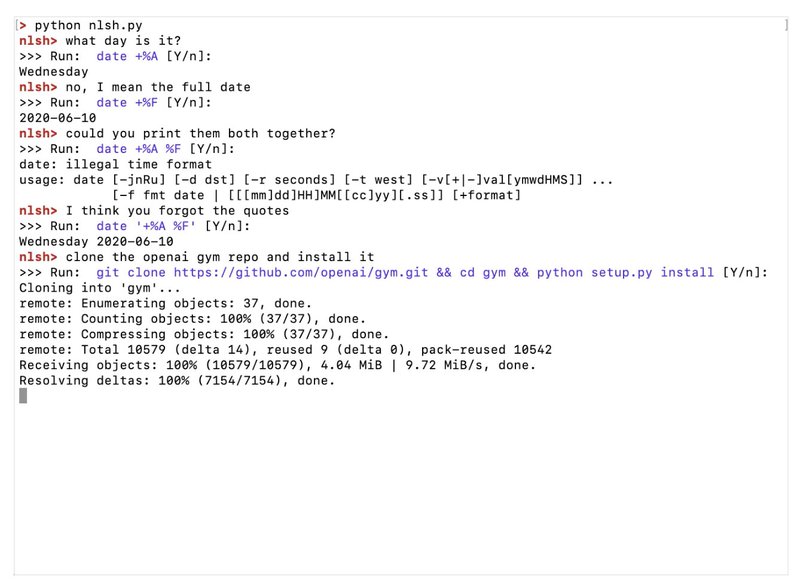 [> python nlsh.py ]
nlsh> what day is it?
>>> Run:  date +%A [Y/n]:
Wednesday
nlsh> no, I mean the full date
>>> Run:  date +%F [Y/n]:
2020-06-10
nlsh> could you print them both together?
>>> Run:  date +%A %F [Y/n]:
date: illegal time format
usage: date [-jnRu] [-d dst] [-r seconds] [-t west] [-v[+|-]val[ymwdHMS]] ...
            [-f fmt date | [[[mm]dd]HH]MM[[cc]yy][.ss]] [+format]
nlsh> I think you forgot the quotes
>>> Run:  date '+%A %F' [Y/n]:
Wednesday 2020-06-10
nlsh> clone the openai gym repo and install it
>>> Run:  git clone https://github.com/openai/gym.git && cd gym && python setup.py install [Y/n]:
Cloning into 'gym'...
remote: Enumerating objects: 37, done.
remote: Counting objects: 100% (37/37), done.
remote: Compressing objects: 100% (37/37), done.
remote: Total 10579 (delta 14), reused 9 (delta 0), pack-reused 10542
Receiving objects: 100% (10579/10579), 4.04 MiB | 9.72 MiB/s, done.
Resolving deltas: 100% (7154/7154), done.